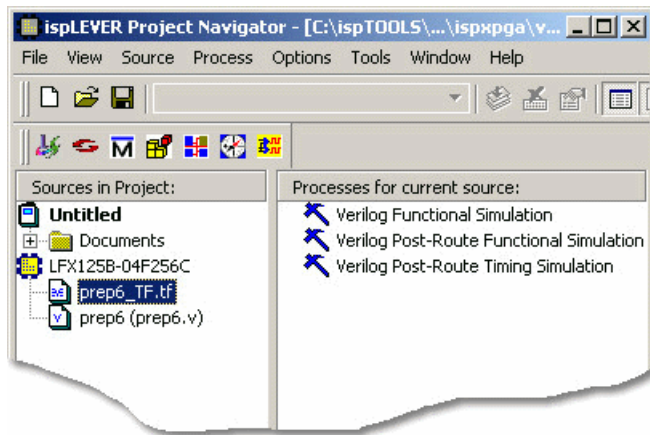 ispLEVER Project Navigator - [C:\ispTOOLS\...\ispxpga\v...
File View Source Process Options Tools Window Help
Sources in Project:
Processes for current source:
Untitled
Documents
LFX125B-04F256C
prep6_TF.tf
prep6 (prep6.v)
Verilog Functional Simulation
Verilog Post-Route Functional Simulation
Verilog Post-Route Timing Simulation